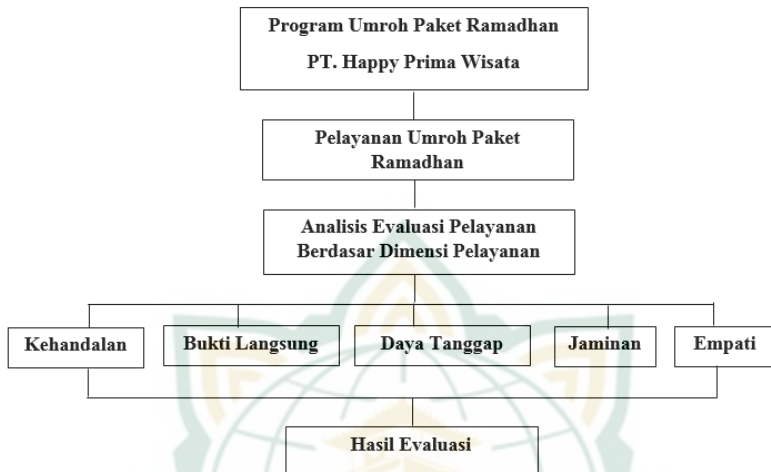 Program Umroh Paket Ramadhan
PT. Happy Prima Wisata
Pelayanan Umroh Paket
Ramadhan
Analisis Evaluasi Pelayanan
Berdasar Dimensi Pelayanan
Kehandalan
Bukti Langsung
Daya Tanggap
Jaminan
Empati
Hasil Evaluasi